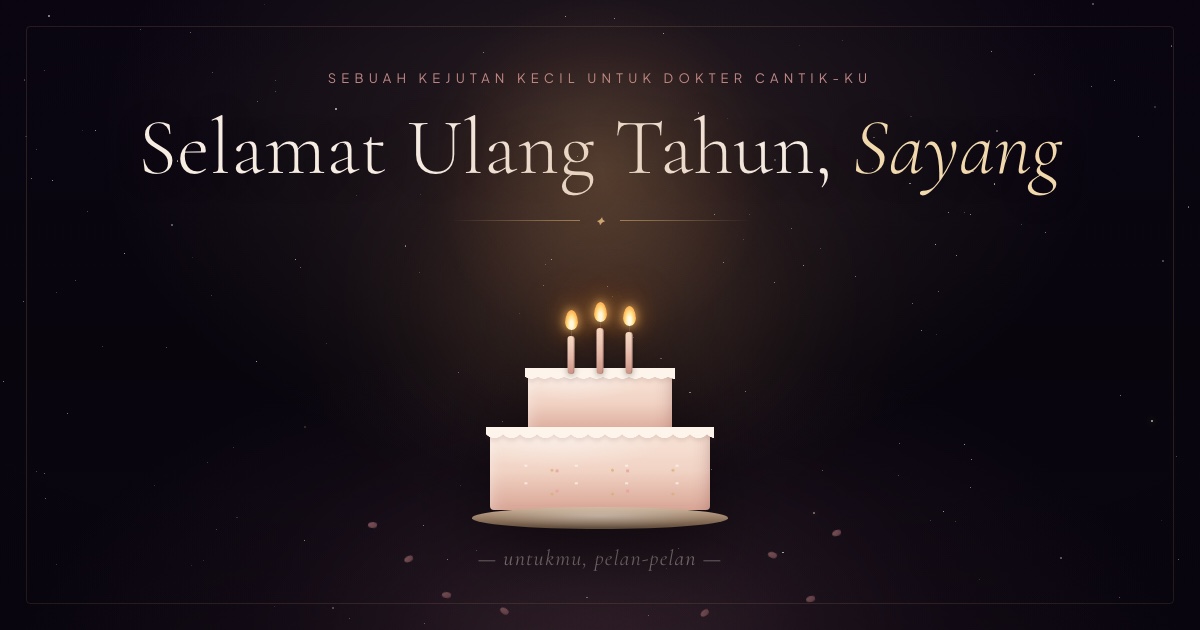 SEBUAH KEJUTAN KECIL UNTUK DOKTER CANTIK-KU
Selamat Ulang Tahun, Sayang
— untukmu, pelan-pelan —